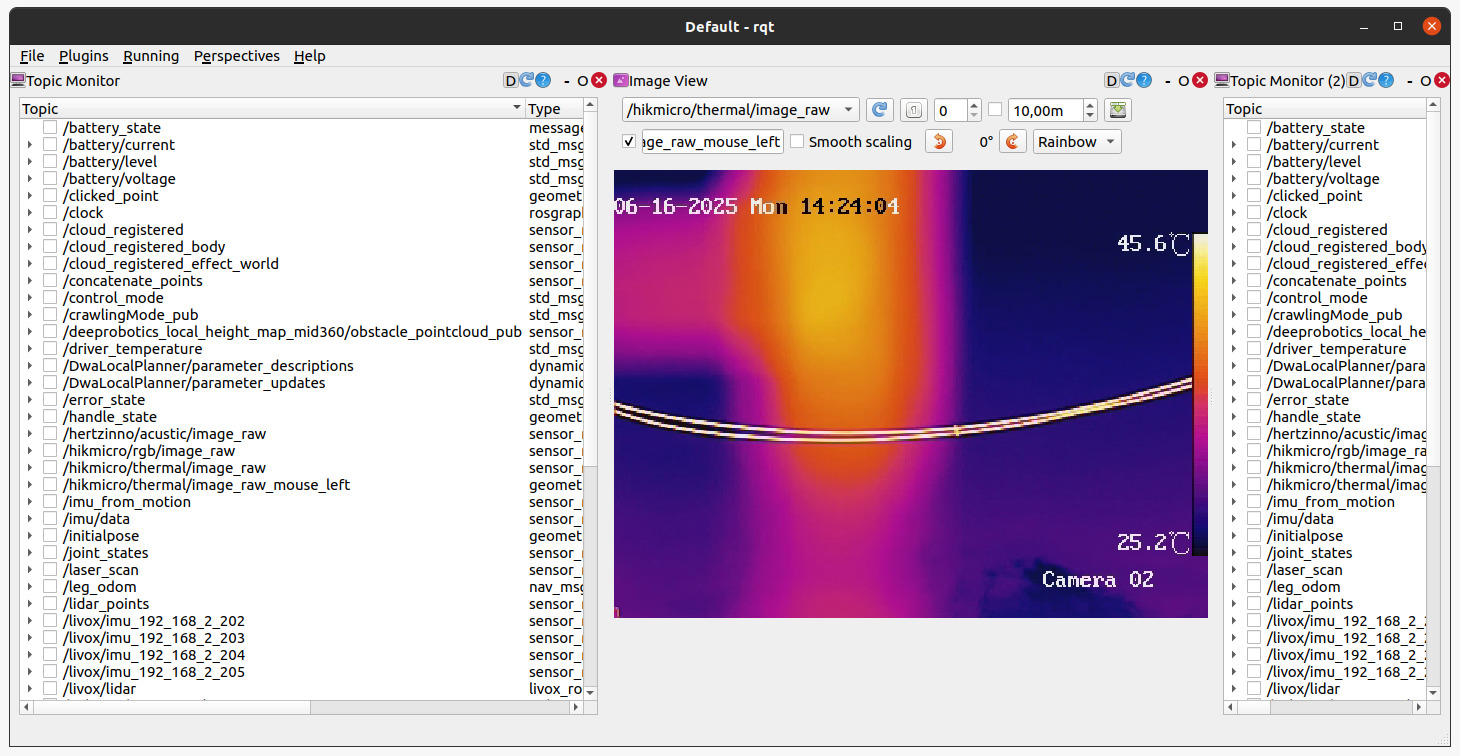 Default - rqt
File Plugins Running Perspectives Help
Topic Monitor
D
- O
Topic Type
/battery_state message
/battery/current std_msg
/battery/level std_msg
/battery/voltage std_msg
/clicked_point geomet
/clock rosgrap
/cloud_registered sensor_
/cloud_registered_body sensor_
/cloud_registered_effect_world sensor_
/concatenate_points sensor_
/control_mode std_msg
/crawlingMode_pub std_msg
/deeprobotics_local_height_map_mid360/obstacle_pointcloud_pub sensor_
/driver_temperature std_msg
/DwaLocalPlanner/parameter_descriptions dynamic
/DwaLocalPlanner/parameter_updates dynamic
/error_state std_msg
/handle_state geomet
/hertzinno/acustic/image_raw sensor_
/hikmicro/rgb/image_raw sensor_
/hikmicro/thermal/image_raw sensor_
/hikmicro/thermal/image_raw_mouse_left geomet
/imu_from_motion sensor_
/imu/data sensor_
/initialpose geomet
/joint_states sensor_
/laser_scan sensor_
/leg_odom nav_msg
/lidar_points sensor_
/livox/imu_192_168_2_202 sensor_
/livox/imu_192_168_2_203 sensor_
/livox/imu_192_168_2_204 sensor_
/livox/imu_192_168_2_205 sensor_
/livox/lidar livox_ro
Image View
D
- O
/hikmicro/thermal/image_raw 0 10,00m
age_raw_mouse_left Smooth scaling 0° Rainbow
06-16-2025 Mon 14:24:04
45.6℃
25.2℃
Camera 02
Topic Monitor (2)
D
- O
Topic
/battery_state
/battery/current
/battery/level
/battery/voltage
/clicked_point
/clock
/cloud_registered
/cloud_registered_body
/cloud_registered_effe
/concatenate_points
/control_mode
/crawlingMode_pub
/deeprobotics_local_he
/driver_temperature
/DwaLocalPlanner/para
/DwaLocalPlanner/para
/error_state
/handle_state
/hertzinno/acustic/imag
/hikmicro/rgb/image_ra
/hikmicro/thermal/imag
/hikmicro/thermal/imag
/imu_from_motion
/imu/data
/initialpose
/joint_states
/laser_scan
/leg_odom
/lidar_points
/livox/imu_192_168_2_2
/livox/imu_192_168_2_2
/livox/imu_192_168_2_2
/livox/imu_192_168_2_2
/livox/lidar